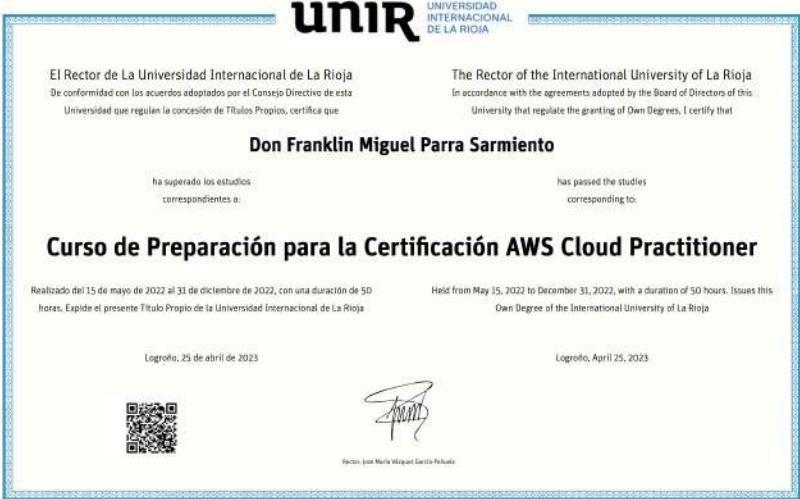 unir
UNIVERSIDAD
INTERNACIONAL
DE LA RIOJA
El Rector de La Universidad Internacional de La Rioja
De conformidad con los acuerdos adoptados por el Consejo Directivo de esta
Universidad que regulan la concesión de Títulos Propios, certifica que
The Rector of the International University of La Rioja
In accordance with the agreements adopted by the Board of Directors of this
University that regulate the granting of Own Degrees, I certify that
Don Franklin Miguel Parra Sarmiento
ha superado los estudios
correspondientes a:
has passed the studies
corresponding to:
Curso de Preparación para la Certificación AWS Cloud Practitioner
Realizado del 15 de mayo de 2022 al 31 de diciembre de 2022, con una duración de 50
horas. Expide el presente Título Propio de la Universidad Internacional de La Rioja
Held from May 15, 2022 to December 31, 2022, with a duration of 50 hours. Issues this
Own Degree of the International University of La Rioja
Logroño, 25 de abril de 2023
Logroño, April 25, 2023
Rector, José María Vázquez García-Peñuela